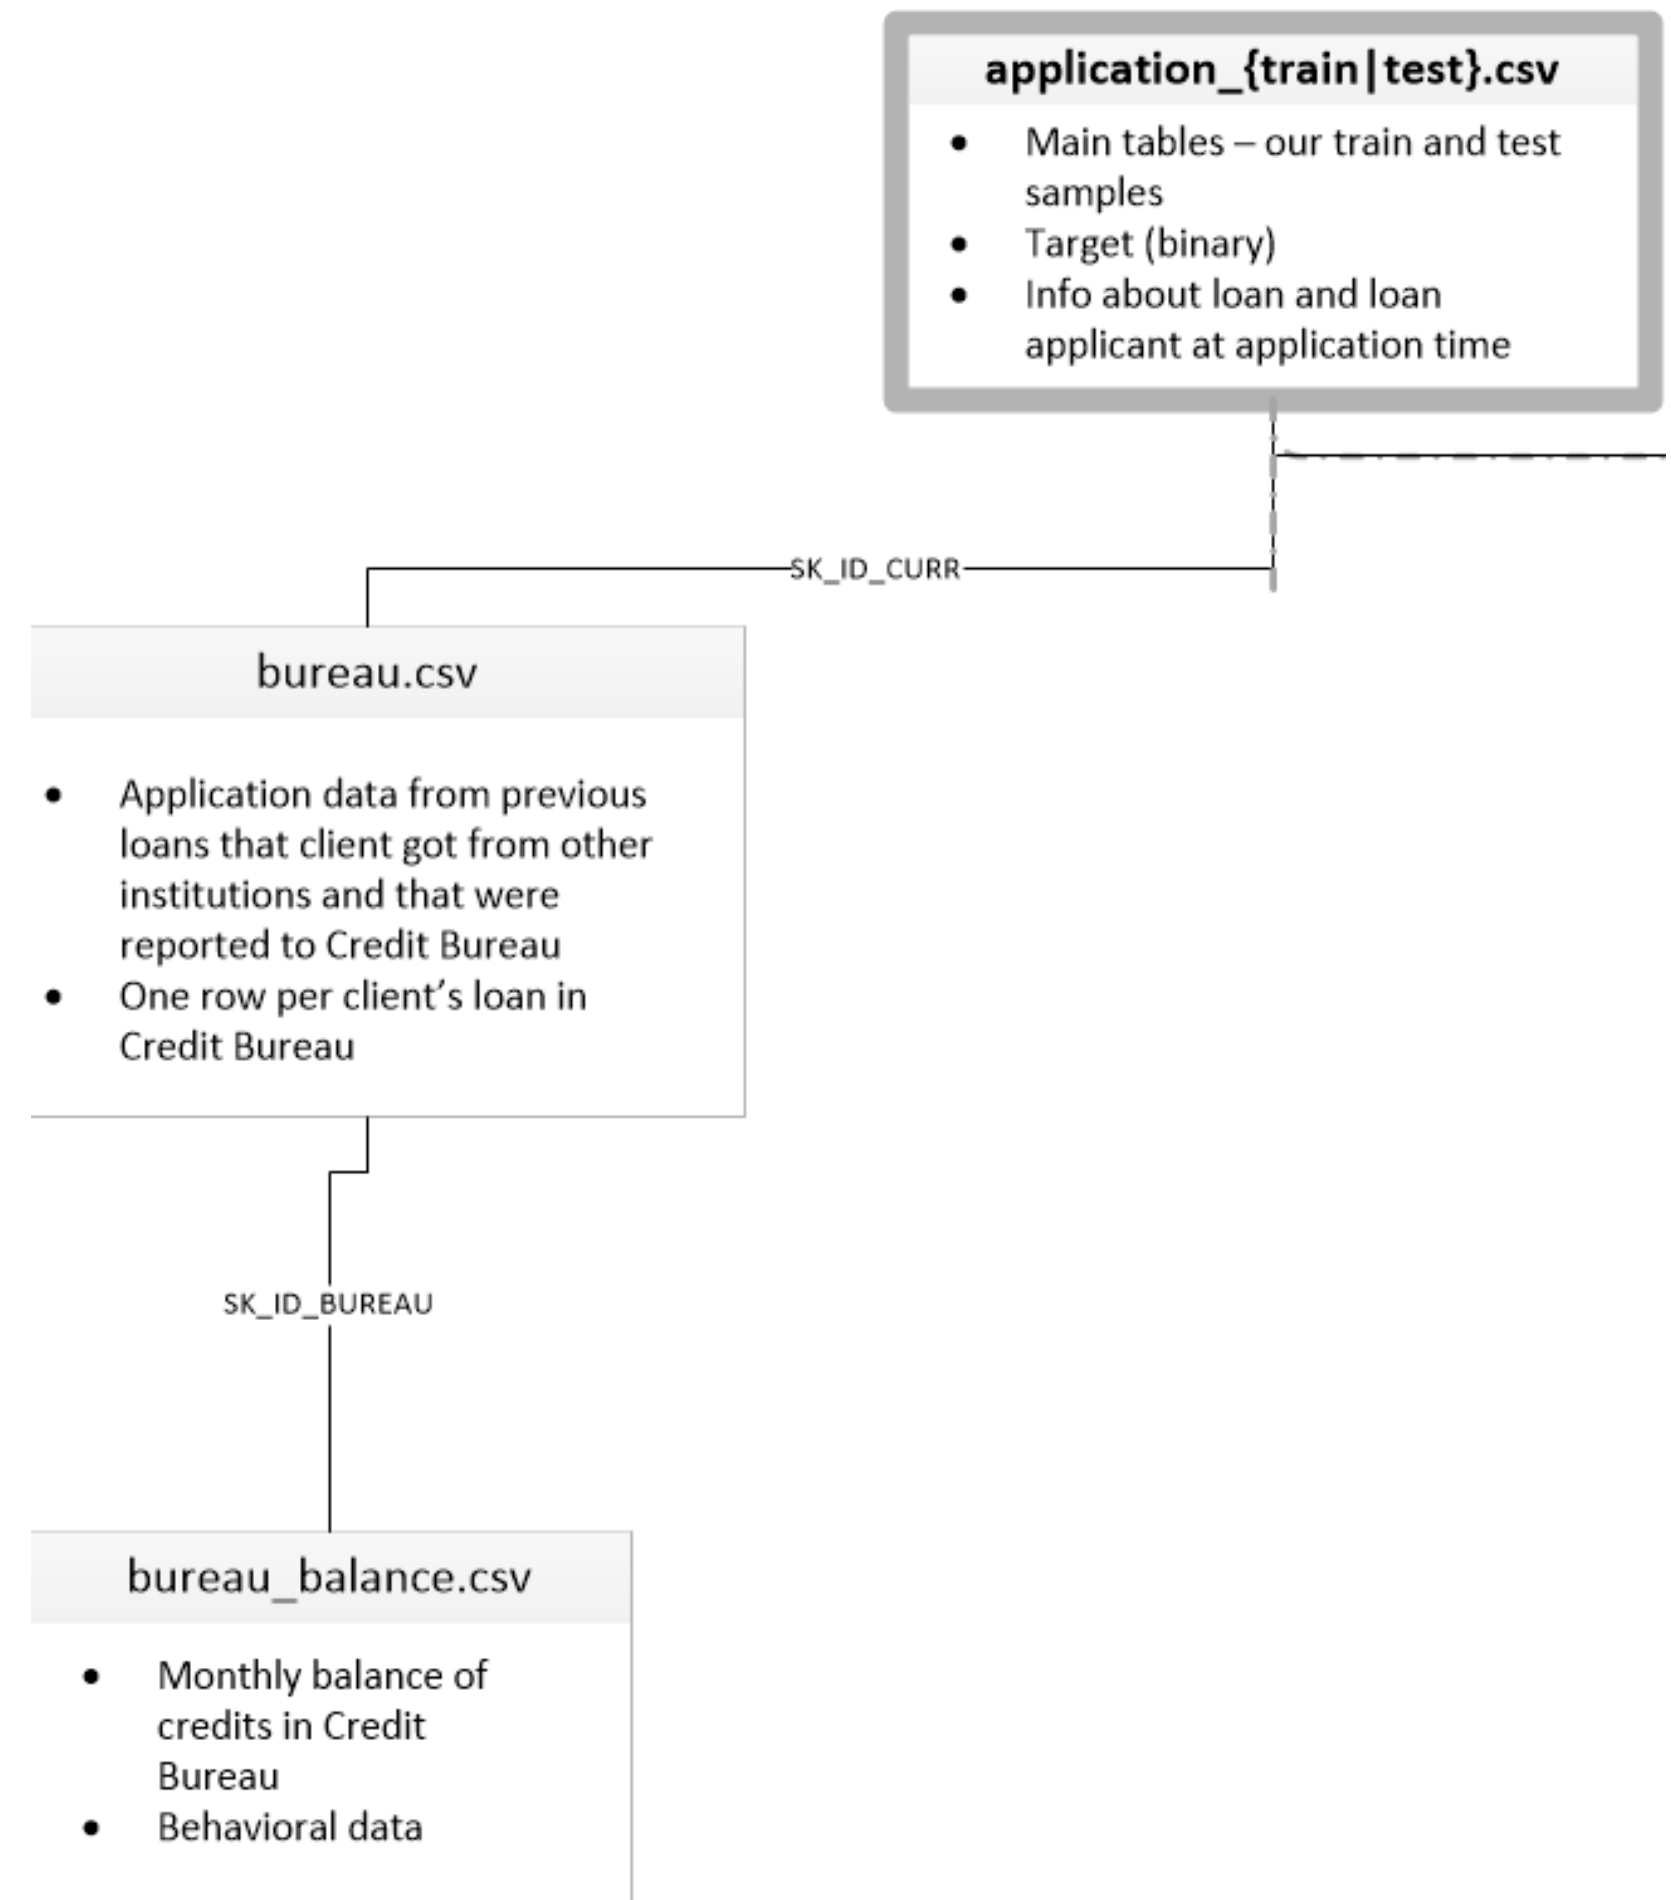 application_{train|test}.csv
• Main tables – our train and test
samples
• Target (binary)
• Info about loan and loan
applicant at application time
SK_ID_CURR
bureau.csv
• Application data from previous
loans that client got from other
institutions and that were
reported to Credit Bureau
• One row per client’s loan in
Credit Bureau
SK_ID_BUREAU
bureau_balance.csv
• Monthly balance of
credits in Credit
Bureau
• Behavioral data